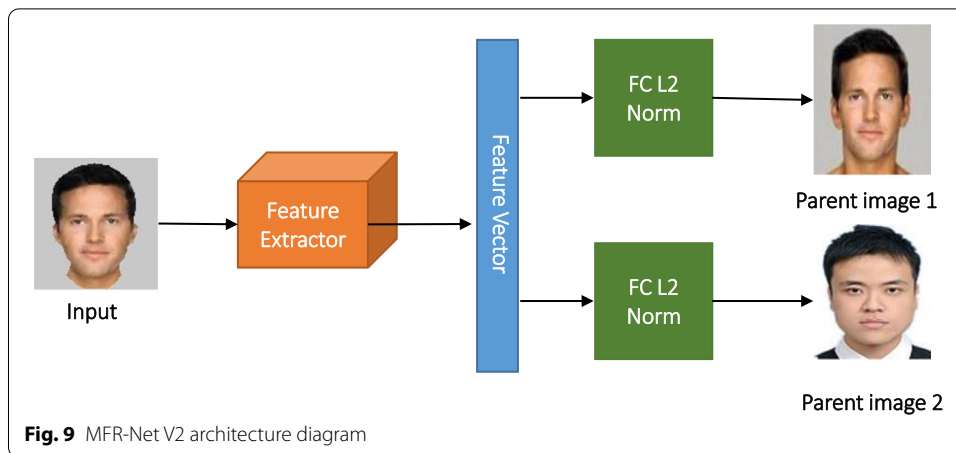 Input
Feature
Extractor
Feature Vector
FC L2
Norm
Parent image 1
FC L2
Norm
Parent image 2
Fig. 9 MFR-Net V2 architecture diagram